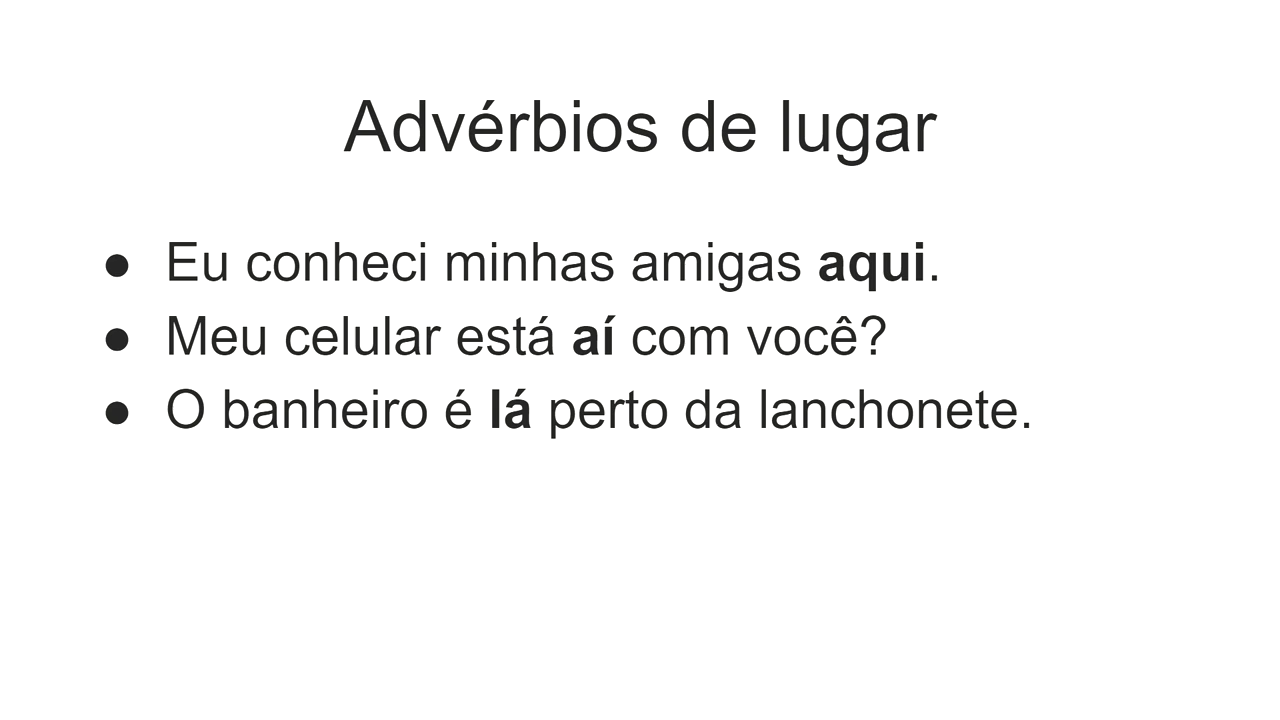 Advérbios de lugar
● Eu conheci minhas amigas aqui.
● Meu celular está aí com você?
● O banheiro é lá perto da lanchonete.